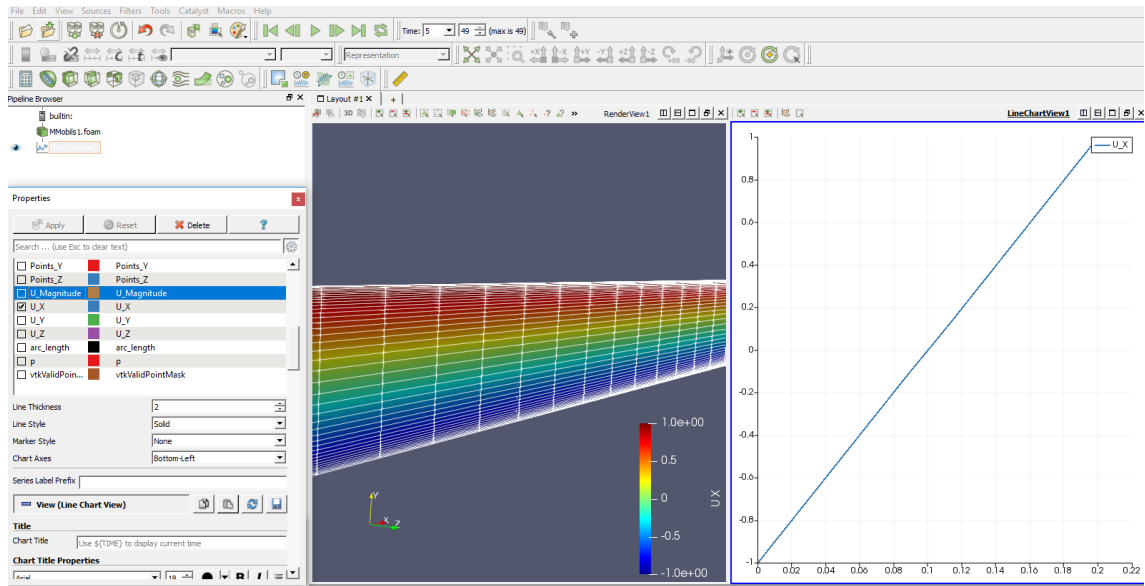 File Edit View Sources Filters Tools Catalyst Macros Help
Time: 5 49 (max is 49)
Representation
+X -X +Y -Y +Z -Z +90 -90
Pipeline Browser
builtin:
MMobils1.foam
Layout #1 X +
3D
RenderView1
LineChartView1
Properties
Apply Reset Delete ?
Search ... (use Esc to clear text)
Points_Y Points_Y
Points_Z Points_Z
U_Magnitude U_Magnitude
U_X U_X
U_Y U_Y
U_Z U_Z
arc_length arc_length
p p
vtkValidPoin... vtkValidPointMask
Line Thickness 2
Line Style Solid
Marker Style None
Chart Axes Bottom-Left
Series Label Prefix
View (Line Chart View)
Title
Chart Title Use ${TIME} to display current time
Chart Title Properties
Arial 18 B I
Y
X Z
1.0e+00
0.5
0
-0.5
-1.0e+00
U X
U_X
1
0.8
0.6
0.4
0.2
0
-0.2
-0.4
-0.6
-0.8
-1
0 0.02 0.04 0.06 0.08 0.1 0.12 0.14 0.16 0.18 0.2 0.22